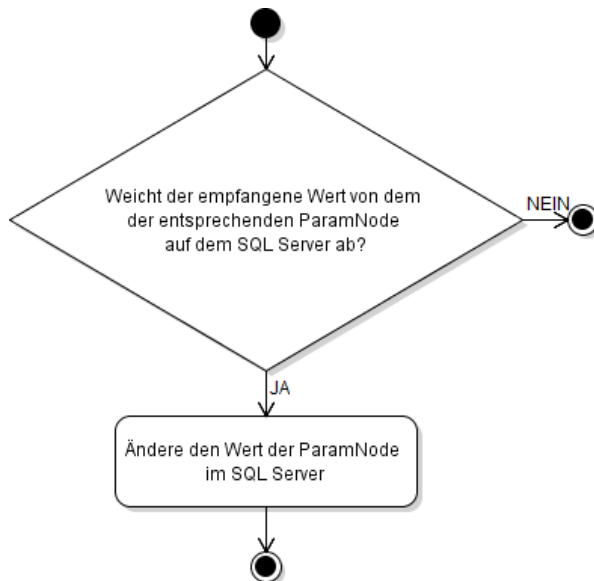 Weicht der empfangene Wert von dem
der entsprechenden ParamNode
auf dem SQL Server ab?
NEIN
JA
Ändere den Wert der ParamNode
im SQL Server